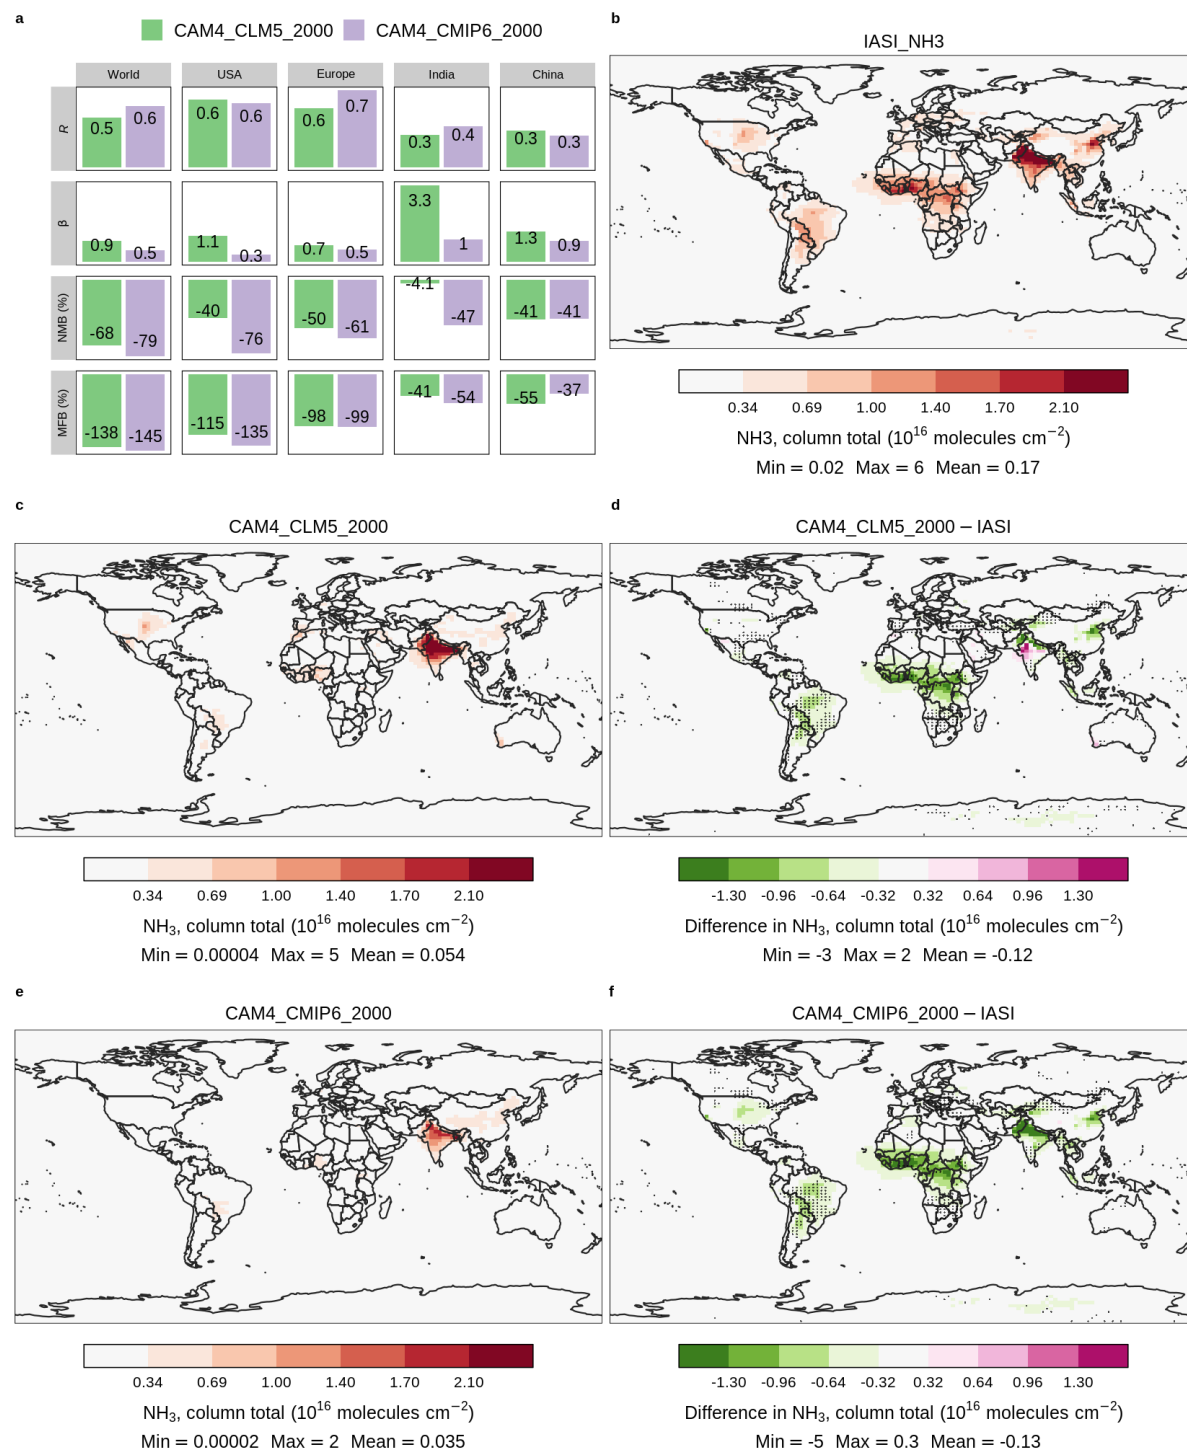 a
CAM4_CLM5_2000 CAM4_CMIP6_2000
World USA Europe India China
R
0.5 0.6 0.6 0.6 0.6 0.7 0.3 0.4 0.3 0.3
β
0.9 0.5 1.1 0.3 0.7 0.5 3.3 1 1.3 0.9
NMB (%)
-68 -79 -40 -76 -50 -61 -4.1 -47 -41 -41
MFB (%)
-138 -145 -115 -135 -98 -99 -41 -54 -55 -37
b
IASI_NH3
0.34 0.69 1.00 1.40 1.70 2.10
NH3, column total (10¹⁶ molecules cm⁻²)
Min = 0.02 Max = 6 Mean = 0.17
c
CAM4_CLM5_2000
0.34 0.69 1.00 1.40 1.70 2.10
NH₃, column total (10¹⁶ molecules cm⁻²)
Min = 0.00004 Max = 5 Mean = 0.054
d
CAM4_CLM5_2000 − IASI
-1.30 -0.96 -0.64 -0.32 0.32 0.64 0.96 1.30
Difference in NH₃, column total (10¹⁶ molecules cm⁻²)
Min = -3 Max = 2 Mean = -0.12
e
CAM4_CMIP6_2000
0.34 0.69 1.00 1.40 1.70 2.10
NH₃, column total (10¹⁶ molecules cm⁻²)
Min = 0.00002 Max = 2 Mean = 0.035
f
CAM4_CMIP6_2000 − IASI
-1.30 -0.96 -0.64 -0.32 0.32 0.64 0.96 1.30
Difference in NH₃, column total (10¹⁶ molecules cm⁻²)
Min = -5 Max = 0.3 Mean = -0.13